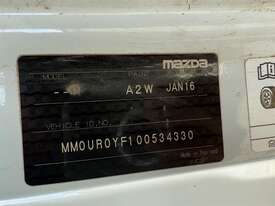 mazda
MODEL PAINT
A2W JAN16
VEHICLE ID.NO.
MM0UR0YF100534330